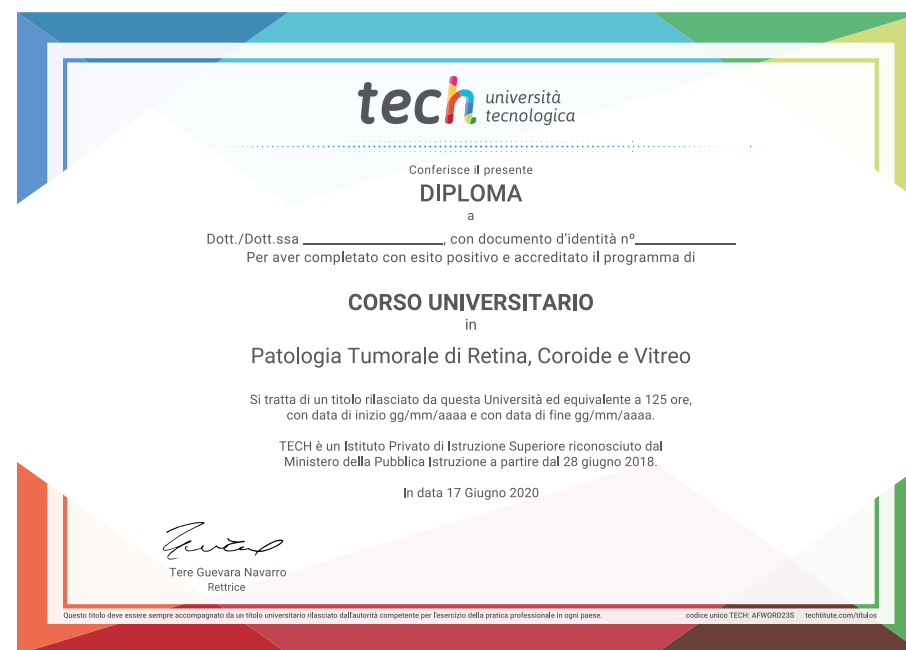 tech università
tecnologica
Conferisce il presente
DIPLOMA
a
Dott./Dott.ssa ____________________, con documento d'identità nº______________
Per aver completato con esito positivo e accreditato il programma di
CORSO UNIVERSITARIO
in
Patologia Tumorale di Retina, Coroide e Vitreo
Si tratta di un titolo rilasciato da questa Università ed equivalente a 125 ore,
con data di inizio gg/mm/aaaa e con data di fine gg/mm/aaaa.
TECH è un Istituto Privato di Istruzione Superiore riconosciuto dal
Ministero della Pubblica Istruzione a partire dal 28 giugno 2018.
In data 17 Giugno 2020
Tere Guevara Navarro
Rettrice
Questo titolo deve essere sempre accompagnato da un titolo universitario rilasciato dall'autorità competente per l'esercizio della pratica professionale in ogni paese. codice unico TECH: AFWORD23S techtitute.com/titulos